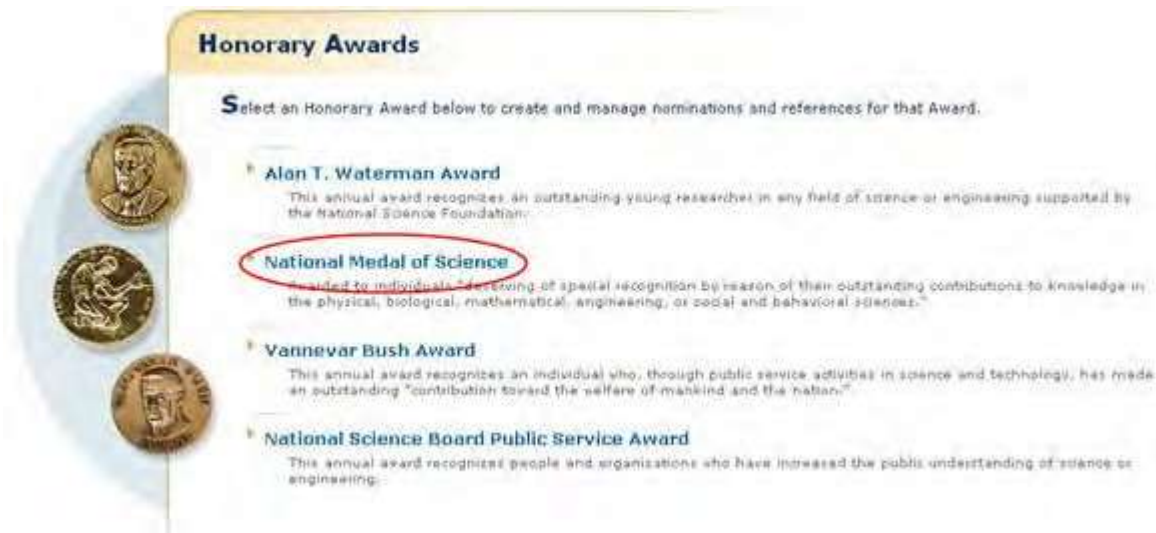 Honorary Awards
Select an Honorary Award below to create and manage nominations and references for that Award.
Alan T. Waterman Award
This annual award recognizes an outstanding young researcher in any field of science or engineering supported by
the National Science Foundation.
National Medal of Science
Awarded to individuals "deserving of special recognition by reason of their outstanding contributions to knowledge in
the physical, biological, mathematical, engineering, or social and behavioral sciences."
Vannevar Bush Award
This annual award recognizes an individual who, through public service activities in science and technology, has made
an outstanding "contribution toward the welfare of mankind and the nation."
National Science Board Public Service Award
This annual award recognizes people and organizations who have increased the public understanding of science or
engineering.